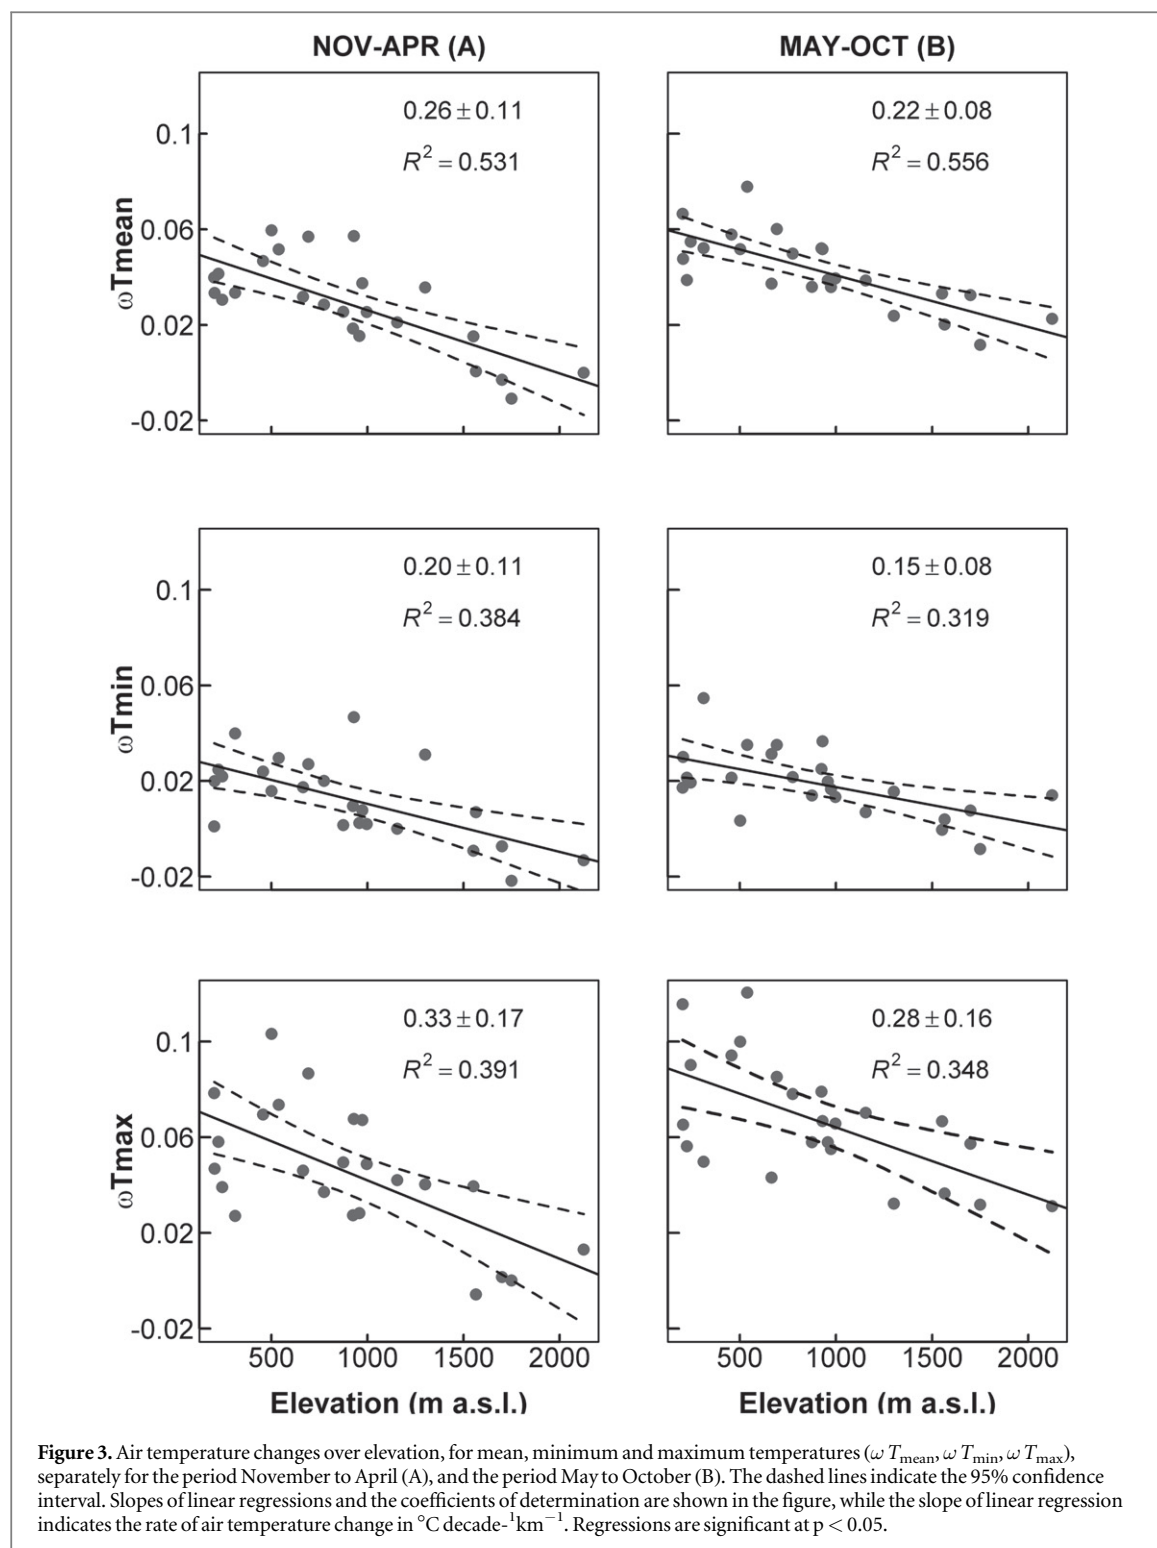 NOV-APR (A)
MAY-OCT (B)
0.26±0.11
R² = 0.531
0.22±0.08
R² = 0.556
ωTmean
0.1
0.06
0.02
-0.02
0.20±0.11
R² = 0.384
0.15±0.08
R² = 0.319
ωTmin
0.1
0.06
0.02
-0.02
0.33±0.17
R² = 0.391
0.28±0.16
R² = 0.348
ωTmax
0.1
0.06
0.02
-0.02
500 1000 1500 2000
500 1000 1500 2000
Elevation (m a.s.l.)
Elevation (m a.s.l.)
Figure 3. Air temperature changes over elevation, for mean, minimum and maximum temperatures (ω Tmean, ω Tmin, ω Tmax),
separately for the period November to April (A), and the period May to October (B). The dashed lines indicate the 95% confidence
interval. Slopes of linear regressions and the coefficients of determination are shown in the figure, while the slope of linear regression
indicates the rate of air temperature change in °C decade-¹km⁻¹. Regressions are significant at p < 0.05.